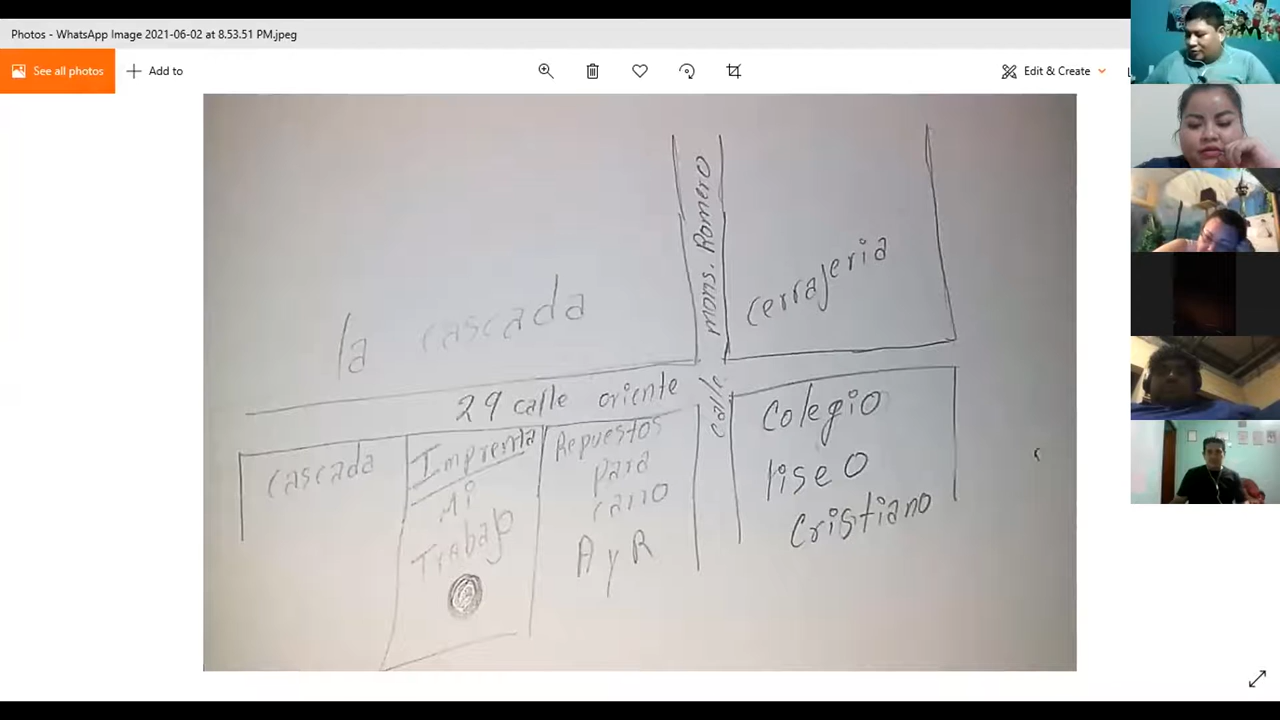 Photos - WhatsApp Image 2021-06-02 at 8.53.51 PM.jpeg
See all photos
Add to
Edit & Create
la cascada
mons. Romero
cerrajeria
29 calle oriente
calle
cascada
Imprenta
Mi
Trabajo
Repuestos
para
carro
A y R
Colegio
liseo
cristiano